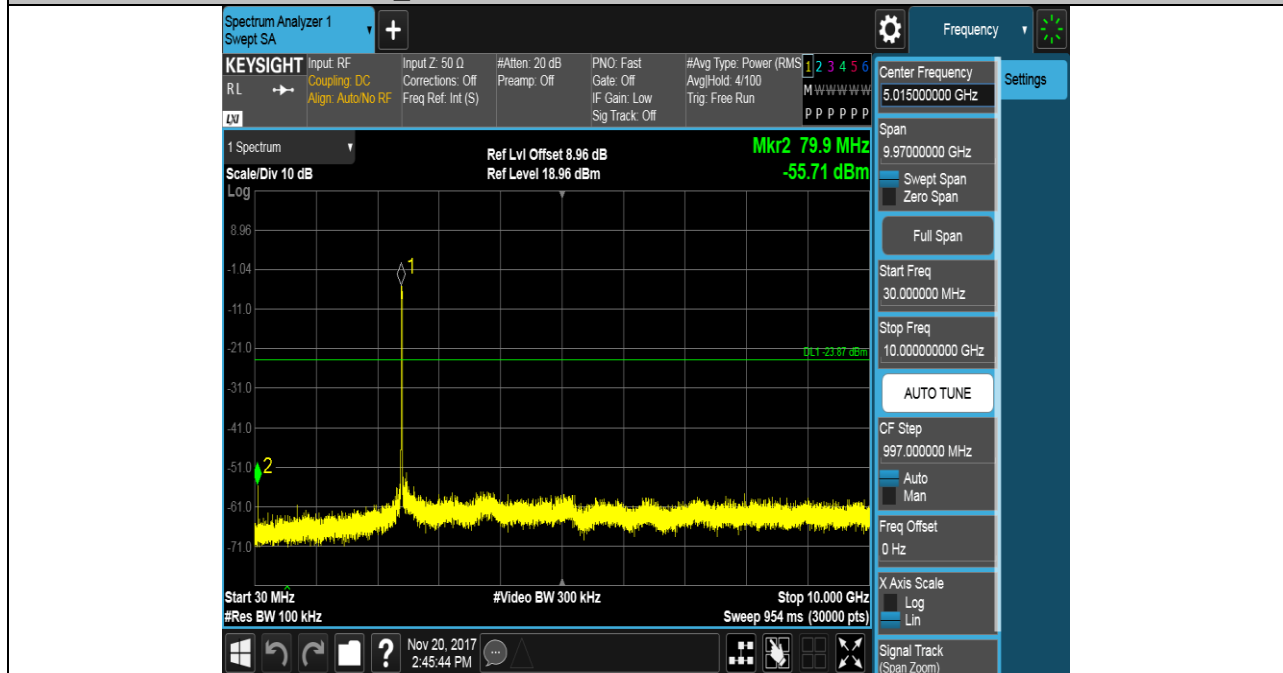 Spectrum Analyzer 1
Swept SA
+
Frequency
KEYSIGHT
RL
LXI
Input: RF
Coupling: DC
Align: Auto/No RF
Input Z: 50 Ω
Corrections: Off
Freq Ref: Int (S)
#Atten: 20 dB
Preamp: Off
PNO: Fast
Gate: Off
IF Gain: Low
Sig Track: Off
#Avg Type: Power (RMS
Avg|Hold: 4/100
Trig: Free Run
1 2 3 4 5 6
M W W W W W
P P P P P P
1 Spectrum
Scale/Div 10 dB
Ref Lvl Offset 8.96 dB
Ref Level 18.96 dBm
Mkr2 79.9 MHz
-55.71 dBm
Log
8.96
-1.04
-11.0
-21.0
-31.0
-41.0
-51.0
-61.0
-71.0
1
2
DL1 -23.87 dBm
Start 30 MHz
#Res BW 100 kHz
#Video BW 300 kHz
Stop 10.000 GHz
Sweep 954 ms (30000 pts)
Center Frequency
5.015000000 GHz
Settings
Span
9.97000000 GHz
Swept Span
Zero Span
Full Span
Start Freq
30.000000 MHz
Stop Freq
10.000000000 GHz
AUTO TUNE
CF Step
997.000000 MHz
Auto
Man
Freq Offset
0 Hz
X Axis Scale
Log
Lin
Signal Track
(Span Zoom)
?
Nov 20, 2017
2:45:44 PM